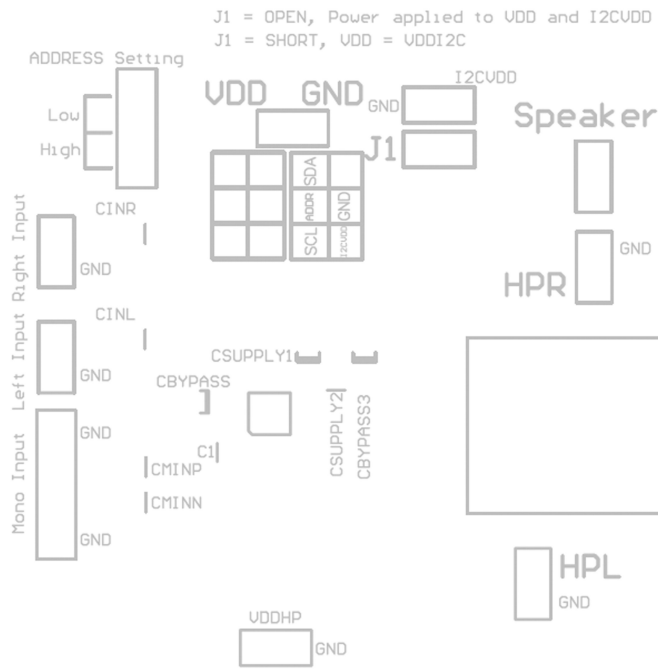 J1 = OPEN, Power applied to VDD and I2CVDD
J1 = SHORT, VDD = VDDI2C
ADDRESS Setting
Low
High
VDD GND
GND
I2CVDD
J1
Speaker
SDA
ADDR
GND
SCL
I2CVDD
CINR
Right Input
GND
GND
HPR
CINL
Left Input
GND
CSUPPLY1
CBYPASS
CSUPPLY2
CBYPASS3
GND
Mono Input
C1
CMINP
CMINN
GND
HPL
GND
VDDHP
GND